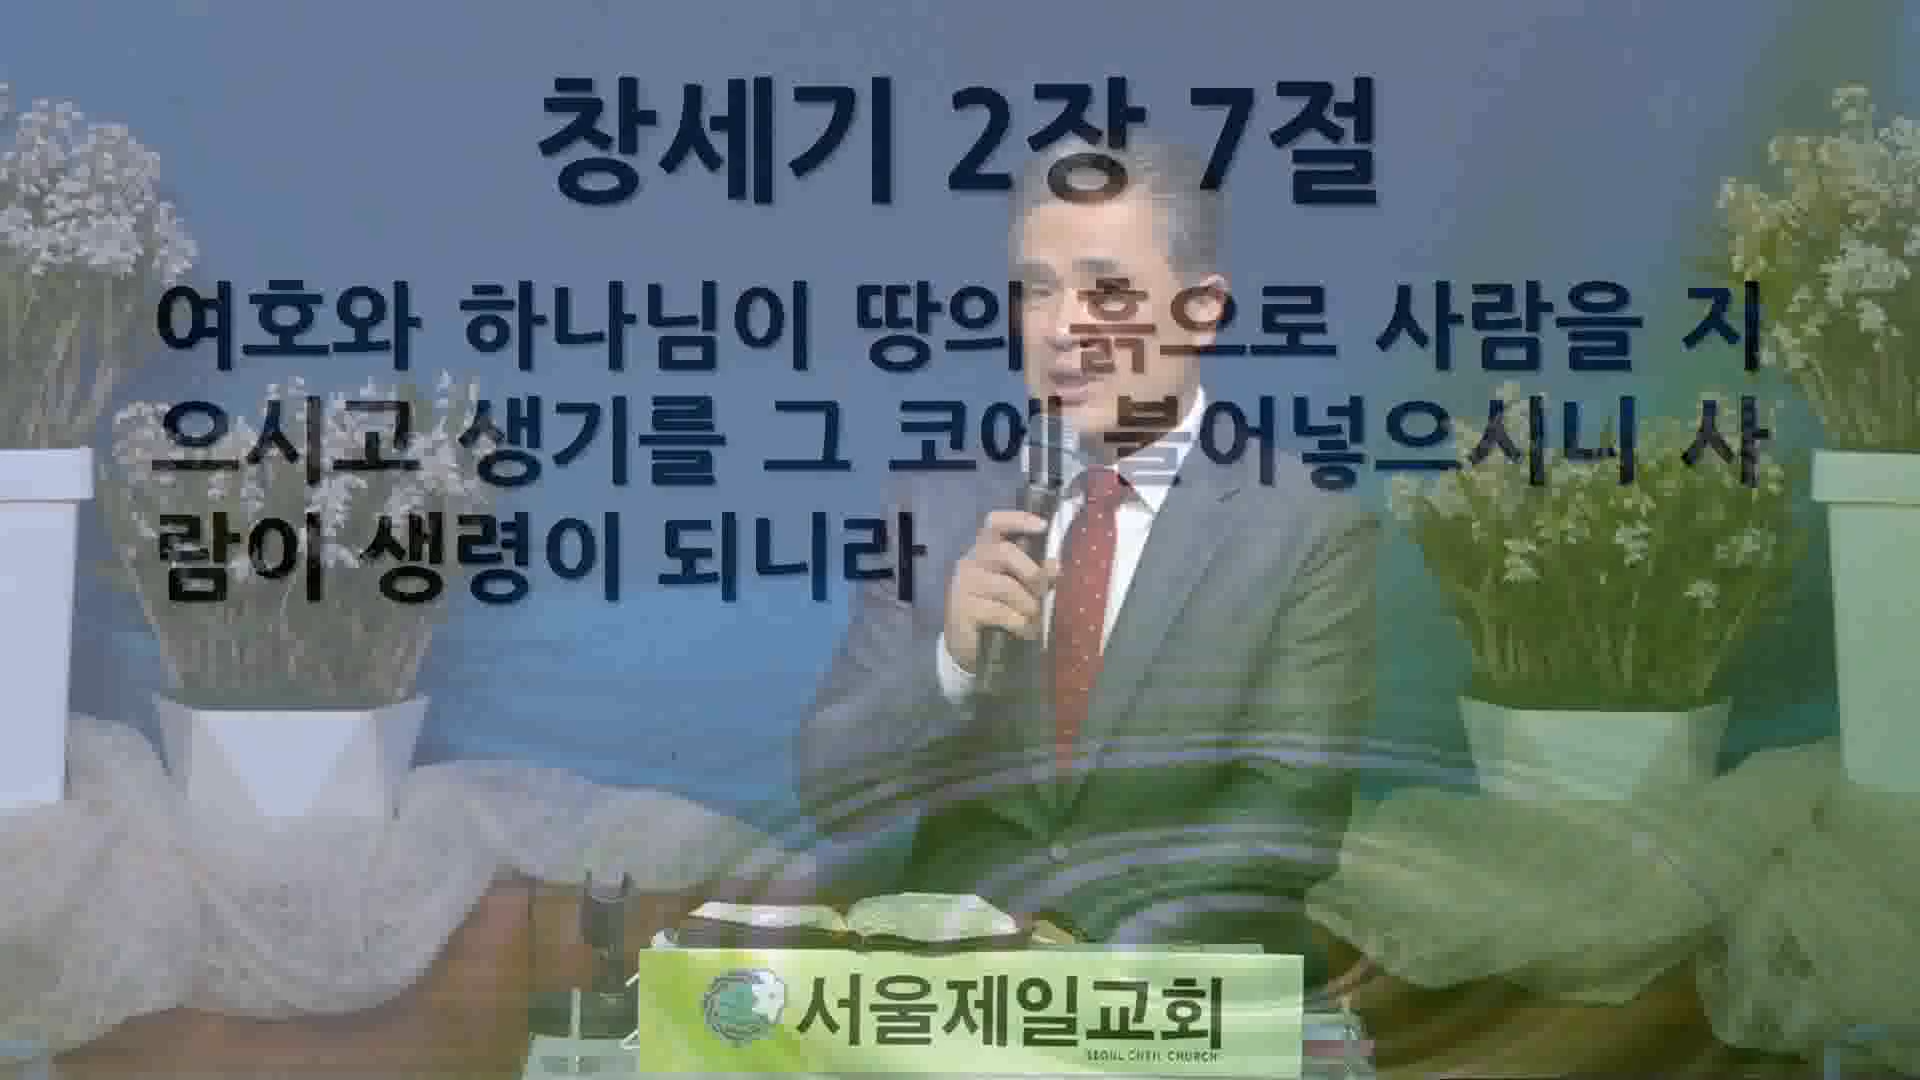 창세기 2장 7절
여호와 하나님이 땅의 흙으로 사람을 지
으시고 생기를 그 코에 불어넣으시니 사
람이 생령이 되니라
서울제일교회
SEOUL CHEIL CHURCH